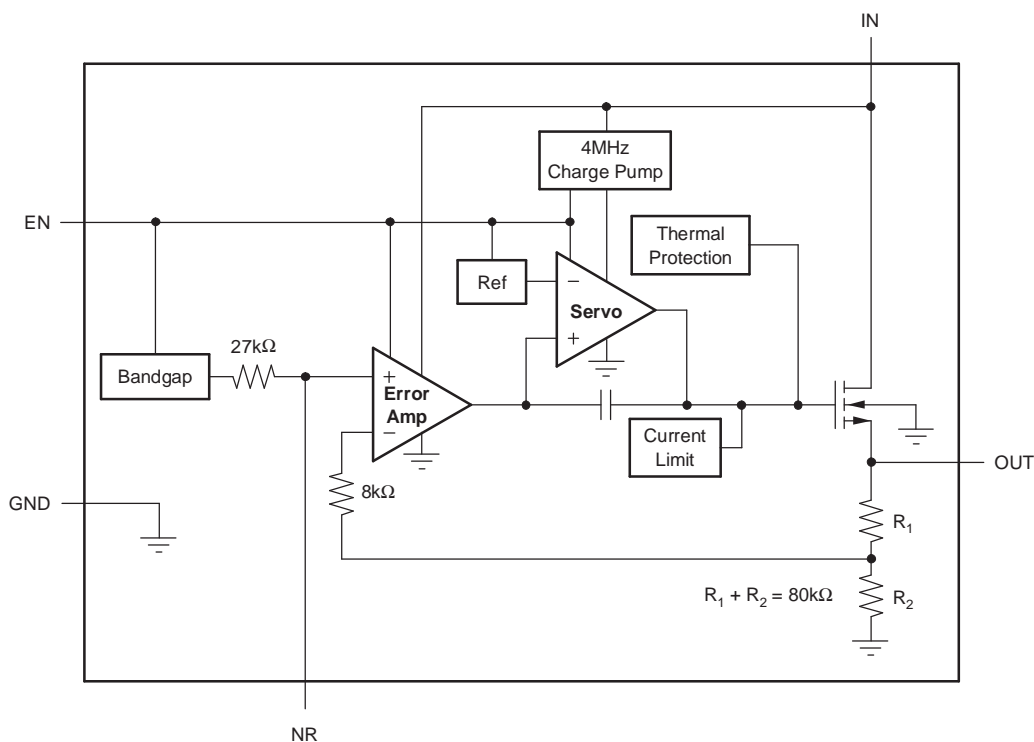 IN
4MHz
Charge Pump
EN
Thermal
Protection
Ref
−
Servo
+
27kΩ
Bandgap
+
Error
Amp
−
Current
Limit
OUT
8kΩ
GND
R1
R1 + R2 = 80kΩ
R2
NR